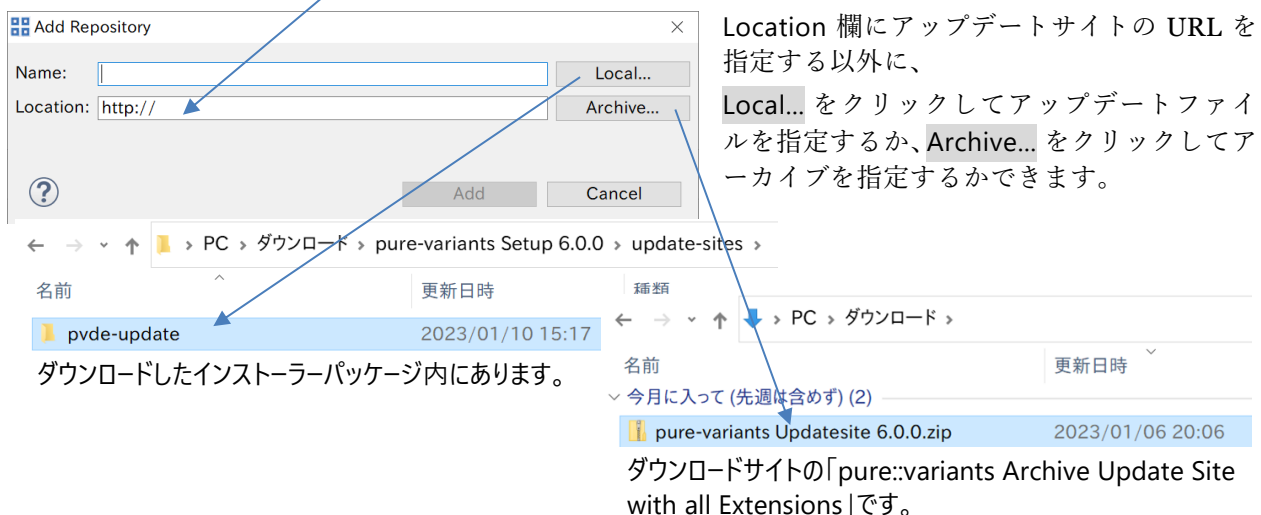 Add Repository
Name:
Local...
Location: http://
Archive...
Add
Cancel
Location 欄にアップデートサイトの URL を
指定する以外に、
Local... をクリックしてアップデートファイ
ルを指定するか、Archive... をクリックしてア
ーカイブを指定するかできます。
PC › ダウンロード › pure-variants Setup 6.0.0 › update-sites ›
名前
更新日時
種類
pvde-update
2023/01/10 15:17
ダウンロードしたインストーラーパッケージ内にあります。
PC › ダウンロード ›
名前
更新日時
今月に入って (先週は含めず) (2)
pure-variants Updatesite 6.0.0.zip
2023/01/06 20:06
ダウンロードサイトの「pure::variants Archive Update Site
with all Extensions」です。